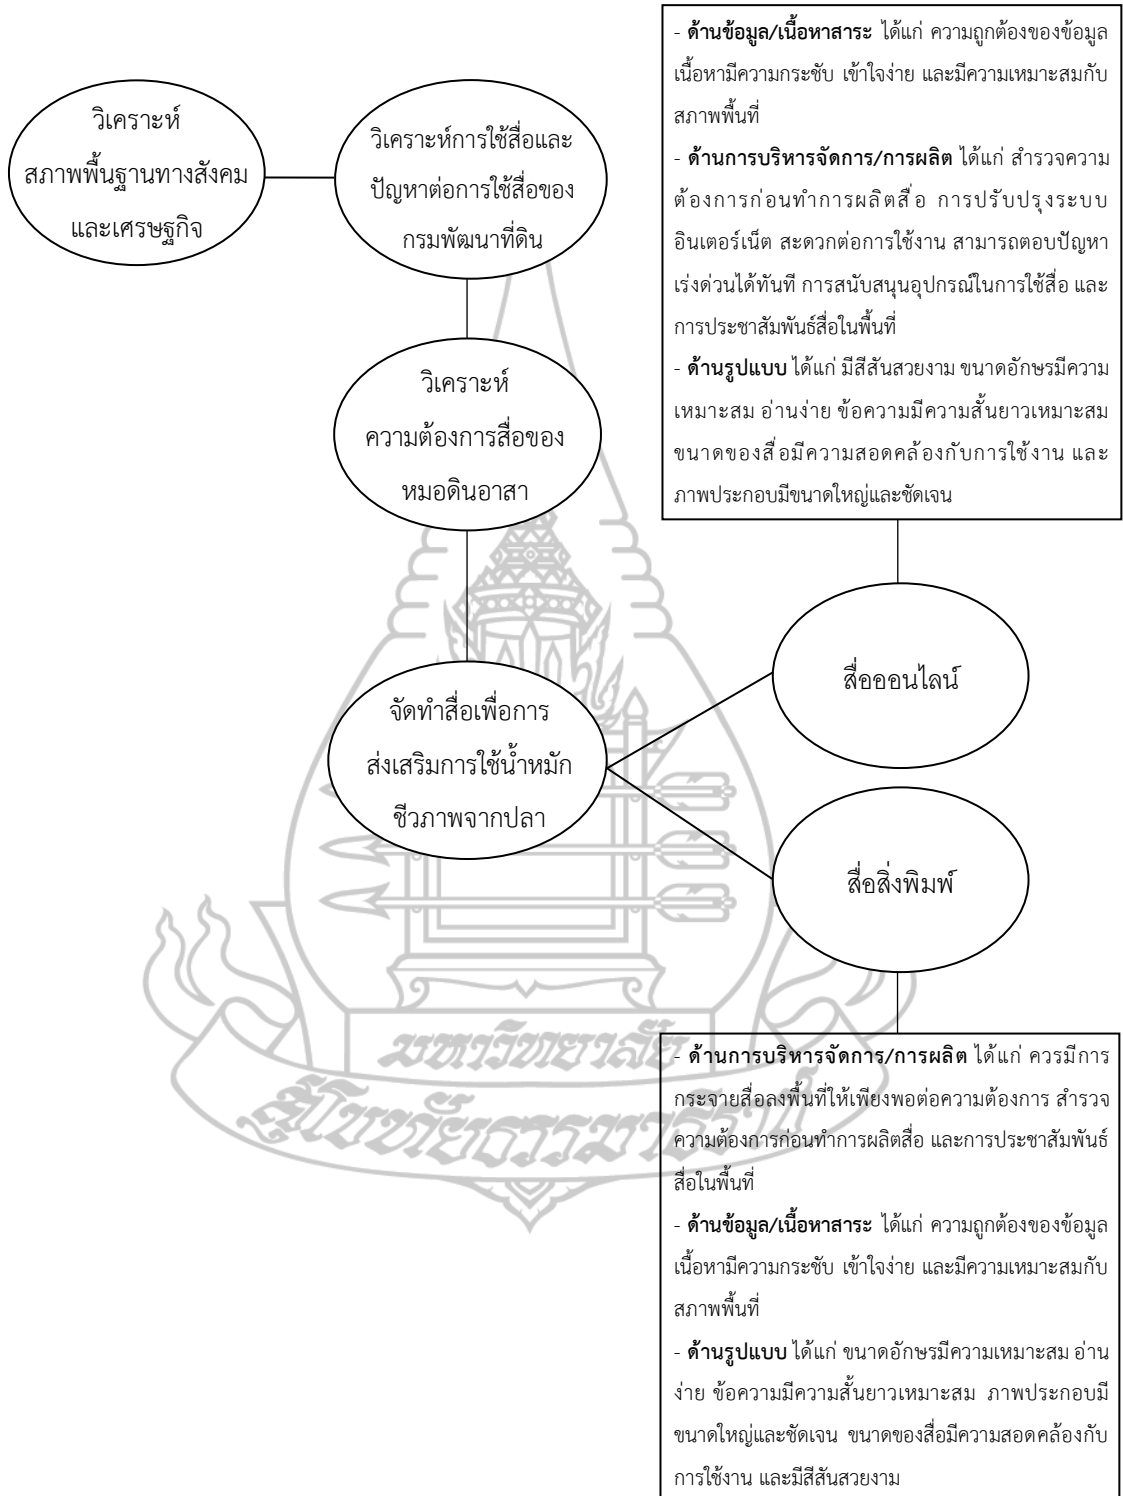 วิเคราะห์
สภาพพื้นฐานทางสังคม
และเศรษฐกิจ
วิเคราะห์การใช้สื่อและ
ปัญหาต่อการใช้สื่อของ
กรมพัฒนาที่ดิน
วิเคราะห์
ความต้องการสื่อของ
หมอดินอาสา
จัดทำสื่อเพื่อการ
ส่งเสริมการใช้น้ำหมัก
ชีวภาพจากปลา
- ด้านข้อมูล/เนื้อหาสาระ ได้แก่ ความถูกต้องของข้อมูล
เนื้อหามีความกระชับ เข้าใจง่าย และมีความเหมาะสมกับ
สภาพพื้นที่
- ด้านการบริหารจัดการ/การผลิต ได้แก่ สำรวจความ
ต้องการก่อนทำการผลิตสื่อ การปรับปรุงระบบ
อินเตอร์เน็ต สะดวกต่อการใช้งาน สามารถตอบปัญหา
เร่งด่วนได้ทันที การสนับสนุนอุปกรณ์ในการใช้สื่อ และ
การประชาสัมพันธ์สื่อในพื้นที่
- ด้านรูปแบบ ได้แก่ มีสีสันสวยงาม ขนาดอักษรมีความ
เหมาะสม อ่านง่าย ข้อความมีความสั้นยาวเหมาะสม
ขนาดของสื่อมีความสอดคล้องกับการใช้งาน และ
ภาพประกอบมีขนาดใหญ่และชัดเจน
สื่อออนไลน์
สื่อสิ่งพิมพ์
- ด้านการบริหารจัดการ/การผลิต ได้แก่ ควรมีการ
กระจายสื่อลงพื้นที่ให้เพียงพอต่อความต้องการ สำรวจ
ความต้องการก่อนทำการผลิตสื่อ และการประชาสัมพันธ์
สื่อในพื้นที่
- ด้านข้อมูล/เนื้อหาสาระ ได้แก่ ความถูกต้องของข้อมูล
เนื้อหามีความกระชับ เข้าใจง่าย และมีความเหมาะสมกับ
สภาพพื้นที่
- ด้านรูปแบบ ได้แก่ ขนาดอักษรมีความเหมาะสม อ่าน
ง่าย ข้อความมีความสั้นยาวเหมาะสม ภาพประกอบมี
ขนาดใหญ่และชัดเจน ขนาดของสื่อมีความสอดคล้องกับ
การใช้งาน และมีสีสันสวยงาม
มหาวิทยาลัย
สุโขทัยธรรมาธิราช